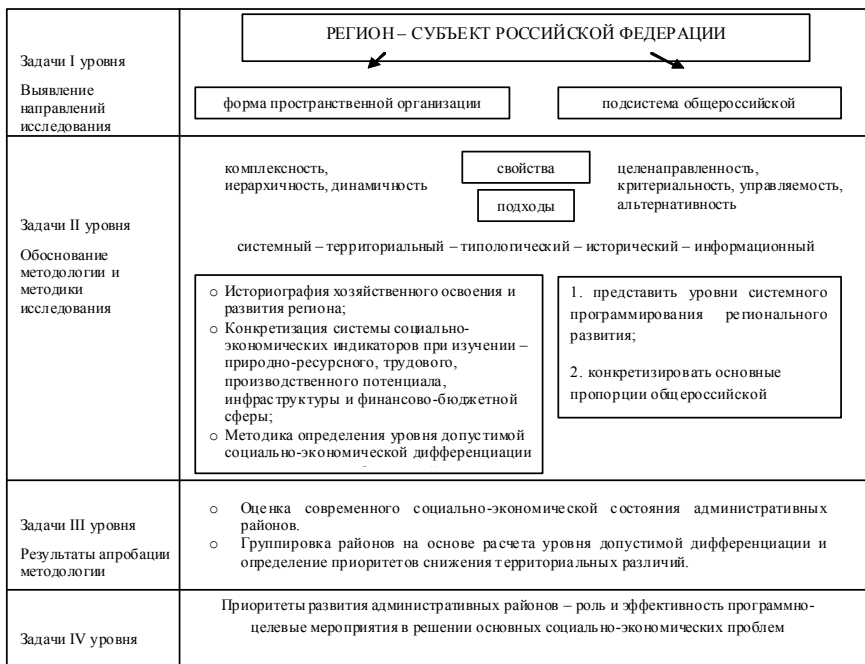 РЕГИОН – СУБЪЕКТ РОССИЙСКОЙ ФЕДЕРАЦИИ
Задачи I уровня
Выявление
направлений
исследования
форма пространственной организации
подсистема общероссийской
Задачи II уровня
Обоснование
методологии и
методики
исследования
комплексность,
иерархичность, динамичность
свойства
подходы
целенаправленность,
критериальность, управляемость,
альтернативность
системный – территориальный – типологический – исторический – информационный
o Историография хозяйственного освоения и
развития региона;
o Конкретизация системы социально-
экономических индикаторов при изучении –
природно-ресурсного, трудового,
производственного потенциала,
инфраструктуры и финансово-бюджетной
сферы;
o Методика определения уровня допустимой
социально-экономической дифференциации
1. представить уровни системного
программирования регионального
развития;
2. конкретизировать основные
пропорции общероссийской
Задачи III уровня
Результаты апробации
методологии
o Оценка современного социально-экономической состояния административных
районов.
o Группировка районов на основе расчета уровня допустимой дифференциации и
определение приоритетов снижения территориальных различий.
Задачи IV уровня
Приоритеты развития административных районов – роль и эффективность программно-
целевые мероприятия в решении основных социально-экономических проблем